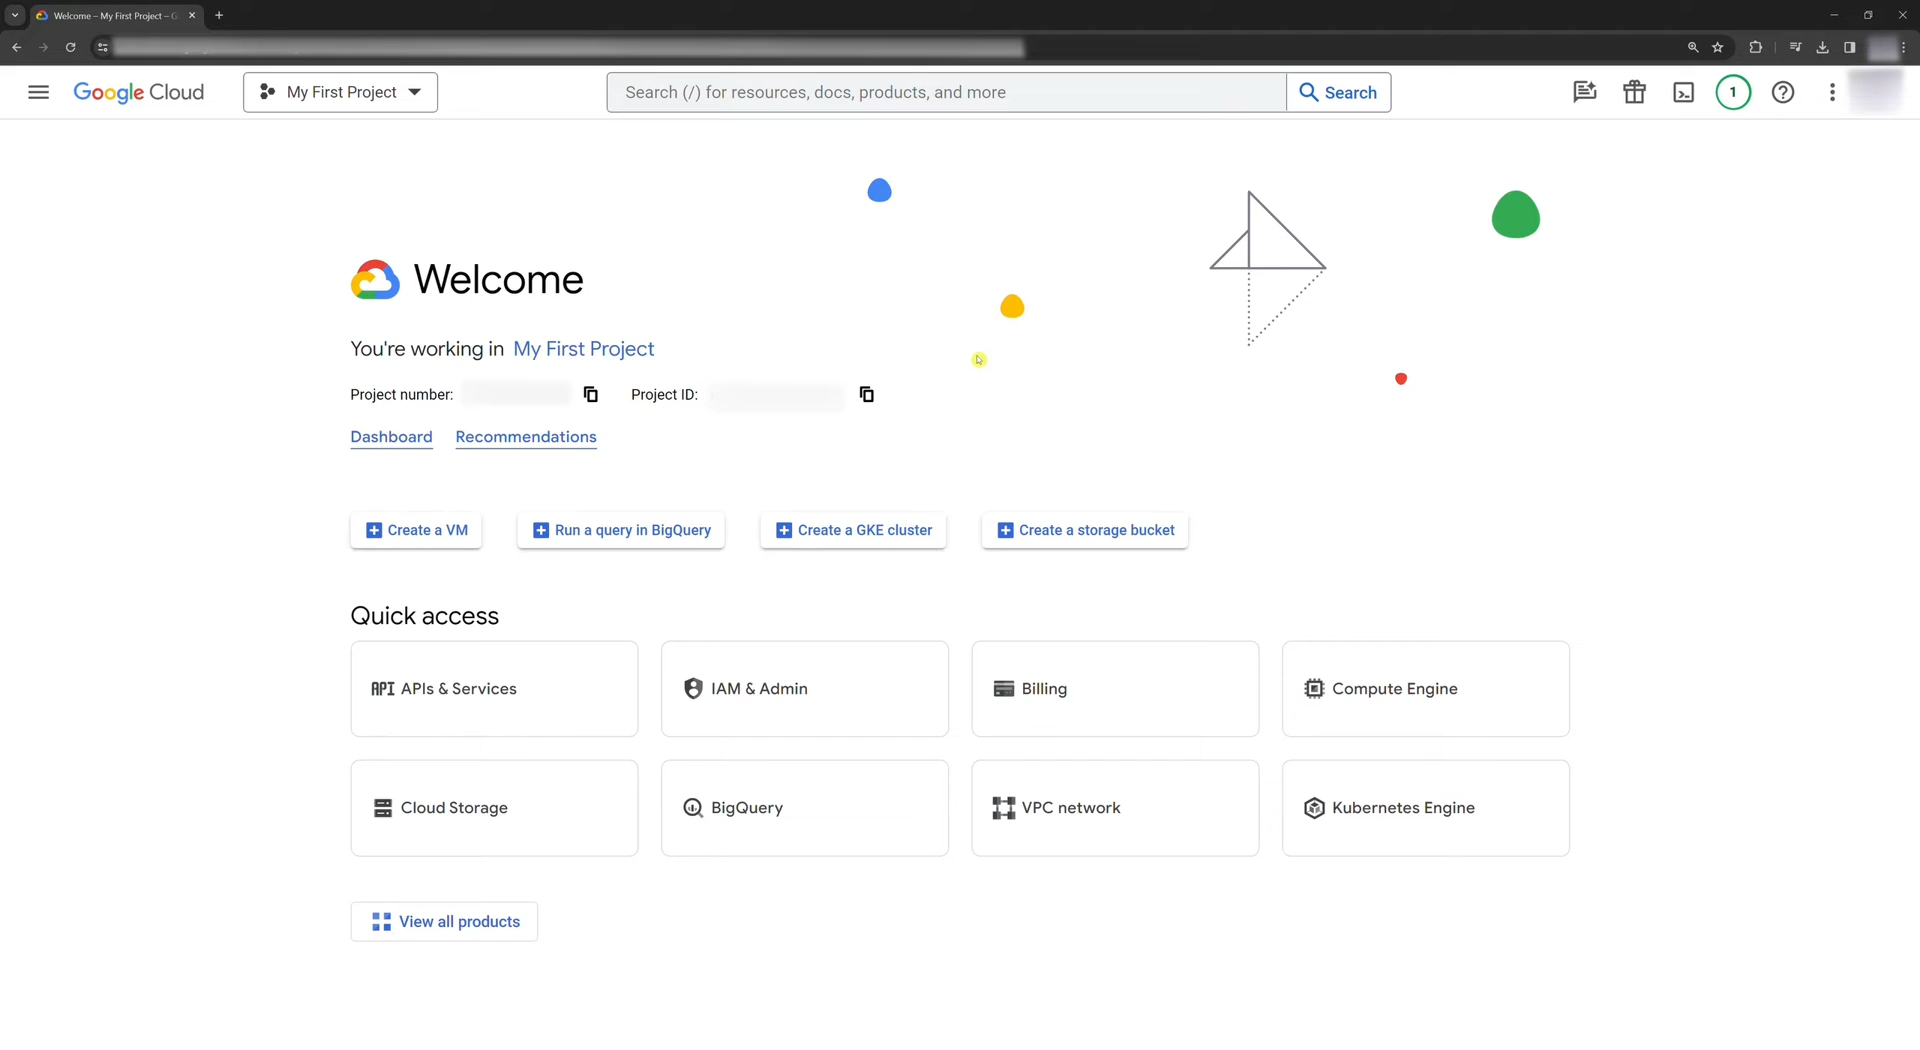 Welcome – My First Project – G
Google Cloud
My First Project
Search (/) for resources, docs, products, and more
Search
1
Welcome
You're working in My First Project
Project number:
Project ID:
Dashboard
Recommendations
Create a VM
Run a query in BigQuery
Create a GKE cluster
Create a storage bucket
Quick access
API APIs & Services
IAM & Admin
Billing
Compute Engine
Cloud Storage
BigQuery
VPC network
Kubernetes Engine
View all products